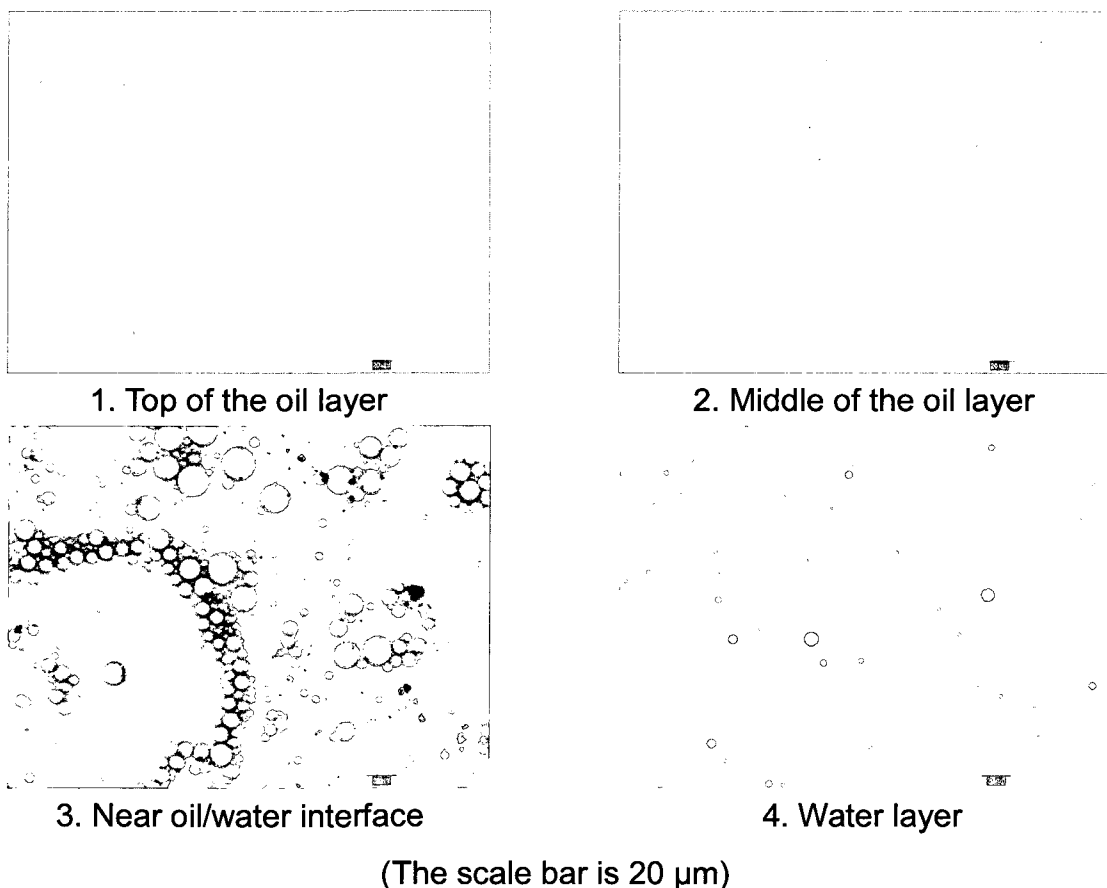 1. Top of the oil layer
2. Middle of the oil layer
3. Near oil/water interface
4. Water layer
(The scale bar is 20 µm)